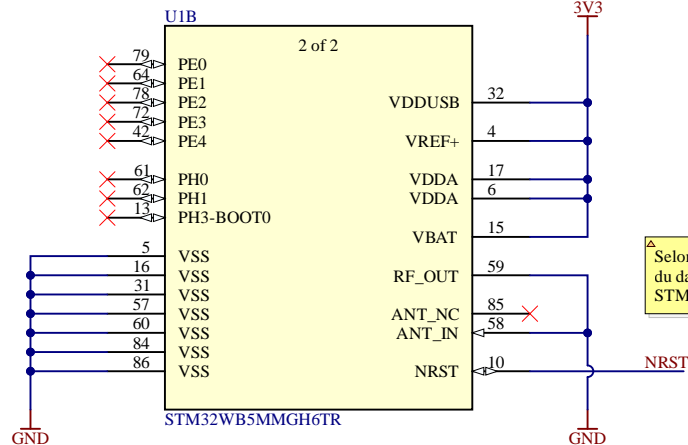 U1B
3V3
2 of 2
79 PE0
64 PE1
78 PE2
72 PE3
42 PE4
61 PH0
62 PH1
13 PH3-BOOT0
5 VSS
16 VSS
31 VSS
57 VSS
60 VSS
84 VSS
86 VSS
VDDUSB 32
VREF+ 4
VDDA 17
VDDA 6
VBAT 15
RF_OUT 59
ANT_NC 85
ANT_IN 58
NRST 10
NRST
Selon
du da
STM
STM32WB5MMGH6TR
GND
GND